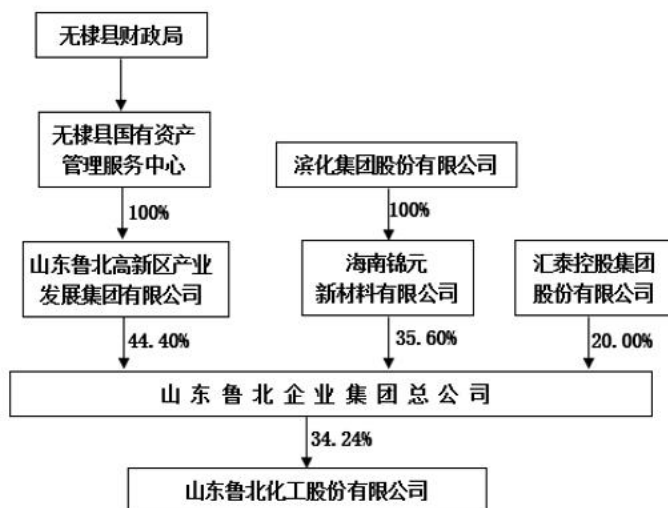 无棣县财政局
无棣县国有资产
管理服务中心
滨化集团股份有限公司
100%
100%
山东鲁北高新区产业
发展集团有限公司
海南锦元
新材料有限公司
汇泰控股集团
股份有限公司
44.40%
35.60%
20.00%
山东鲁北企业集团总公司
34.24%
山东鲁北化工股份有限公司